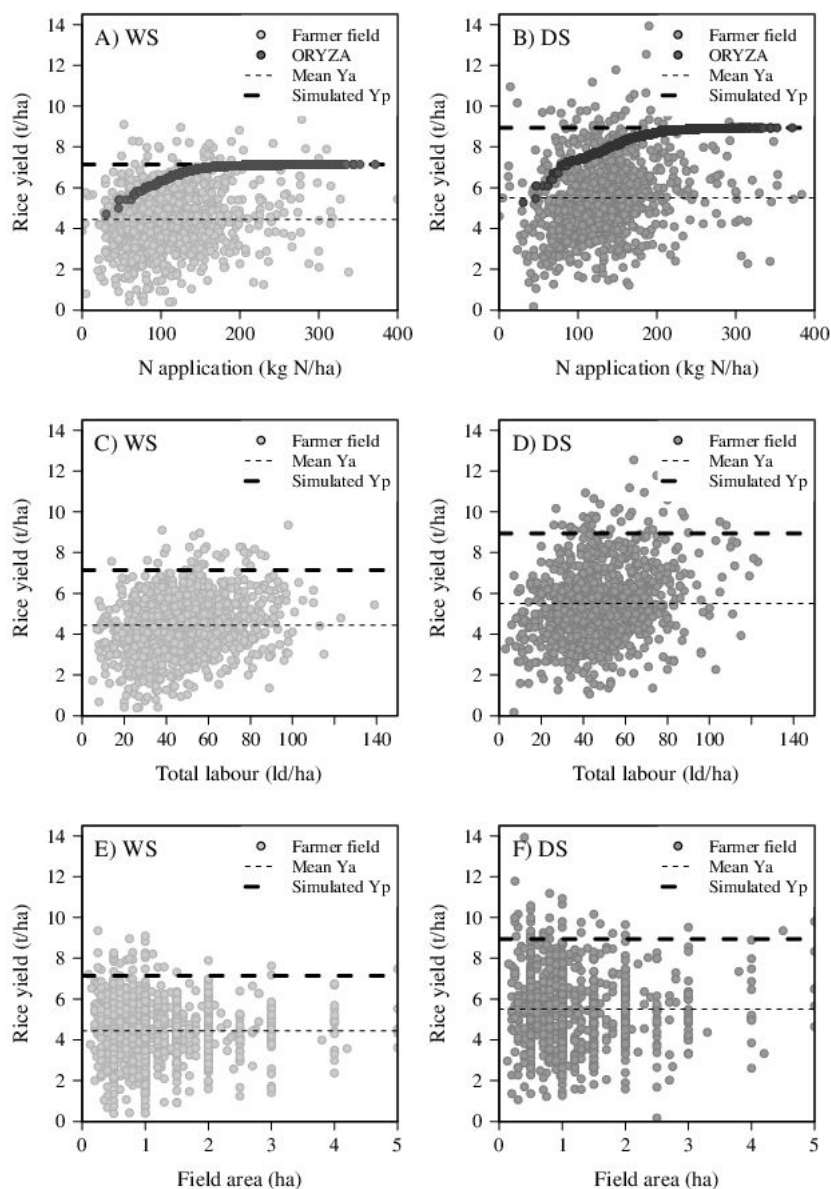 A) WS
Farmer field
ORYZA
Mean Ya
Simulated Yp
Rice yield (t/ha)
14
12
10
8
6
4
2
0
0 100 200 300 400
N application (kg N/ha)
B) DS
Farmer field
ORYZA
Mean Ya
Simulated Yp
Rice yield (t/ha)
14
12
10
8
6
4
2
0
0 100 200 300 400
N application (kg N/ha)
C) WS
Farmer field
Mean Ya
Simulated Yp
Rice yield (t/ha)
14
12
10
8
6
4
2
0
0 20 40 60 80 100 140
Total labour (ld/ha)
D) DS
Farmer field
Mean Ya
Simulated Yp
Rice yield (t/ha)
14
12
10
8
6
4
2
0
0 20 40 60 80 100 140
Total labour (ld/ha)
E) WS
Farmer field
Mean Ya
Simulated Yp
Rice yield (t/ha)
14
12
10
8
6
4
2
0
0 1 2 3 4 5
Field area (ha)
F) DS
Farmer field
Mean Ya
Simulated Yp
Rice yield (t/ha)
14
12
10
8
6
4
2
0
0 1 2 3 4 5
Field area (ha)